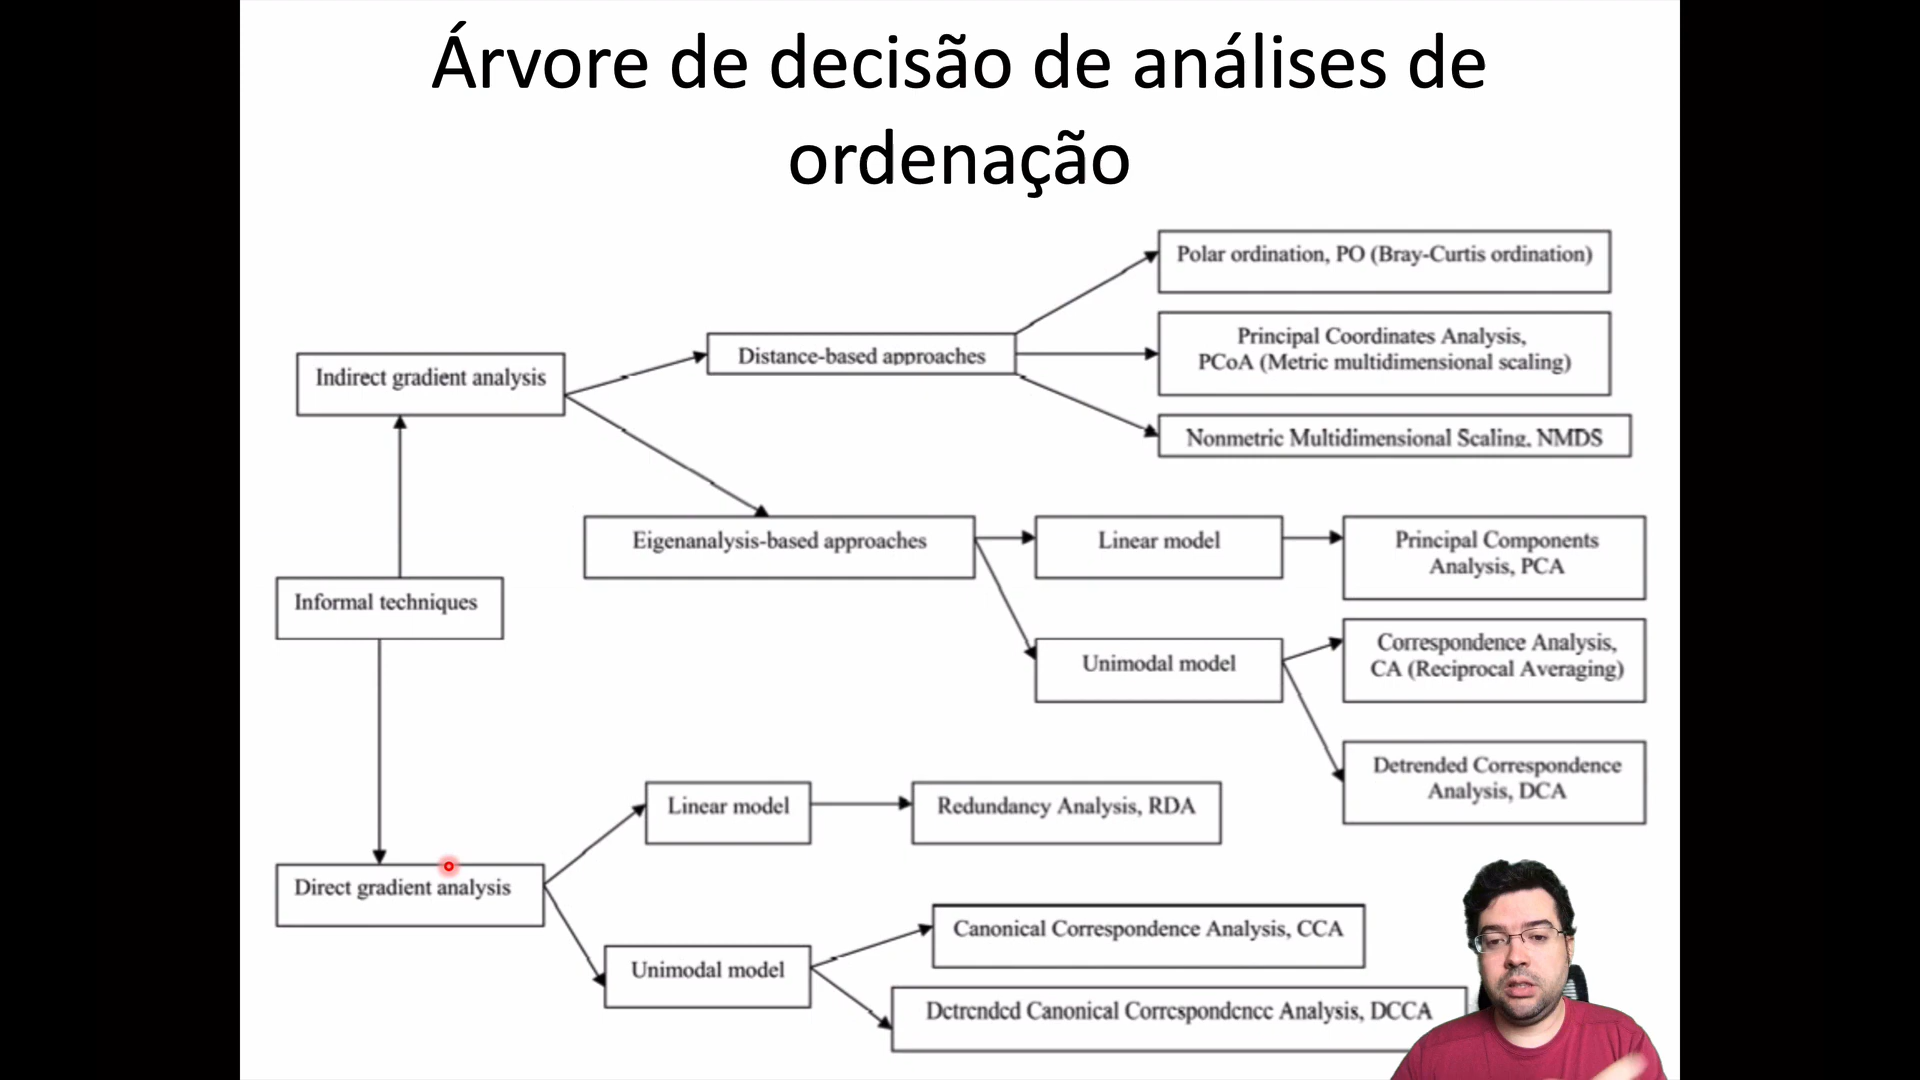 Árvore de decisão de análises de
ordenação
Polar ordination, PO (Bray-Curtis ordination)
Principal Coordinates Analysis,
PCoA (Metric multidimensional scaling)
Nonmetric Multidimensional Scaling, NMDS
Distance-based approaches
Indirect gradient analysis
Eigenanalysis-based approaches
Linear model
Principal Components
Analysis, PCA
Informal techniques
Unimodal model
Correspondence Analysis,
CA (Reciprocal Averaging)
Detrended Correspondence
Analysis, DCA
Linear model
Redundancy Analysis, RDA
Direct gradient analysis
Unimodal model
Canonical Correspondence Analysis, CCA
Detrended Canonical Correspondence Analysis, DCCA